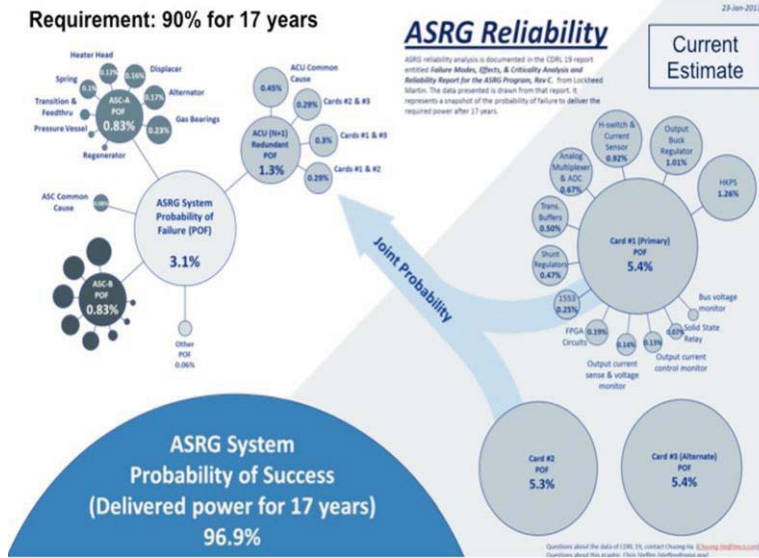 Requirement: 90% for 17 years
23-Jan-2013
ASRG Reliability
ASRG reliability analysis is documented in the CDRL 19 report
entitled Failure Modes, Effects, & Criticality Analysis and
Reliability Report for the ASRG Program, Rev C. from Lockheed
Martin. The data presented is drawn from that report. It
represents a snapshot of the probability of failure to deliver the
required power after 17 years.
Current
Estimate
Heater Head
0.12%
Displacer
0.16%
Spring
0.1%
Alternator
0.17%
Transition &
Feedthru
Gas Bearings
0.23%
Pressure Vessel
Regenerator
ASC-A
POF
0.83%
ACU Common
Cause
0.45%
Cards #2 & #3
0.29%
Cards #1 & #3
0.3%
Cards #1 & #2
0.29%
ACU (N+1)
Redundant
POF
1.3%
ASC Common
Cause
ASRG System
Probability of
Failure (POF)
3.1%
ASC-B
POF
0.83%
Other
POF
0.06%
Joint Probability
H-switch &
Current
Sensor
0.92%
Output
Buck
Regulator
1.01%
Analog
Multiplexer
& ADC
0.67%
HKPS
1.26%
Trans.
Buffers
0.50%
Shunt
Regulators
0.47%
1553
0.25%
Card #1 (Primary)
POF
5.4%
FPGA
Circuits
0.19%
0.14%
Output current
sense & voltage
monitor
0.13%
Output current
control monitor
0.07%
Solid State
Relay
Bus voltage
monitor
Card #2
POF
5.3%
Card #3 (Alternate)
POF
5.4%
ASRG System
Probability of Success
(Delivered power for 17 years)
96.9%
Questions about the data of CDRL 19, contact Chuong Ha
Questions about this graphic, Chris Steffen